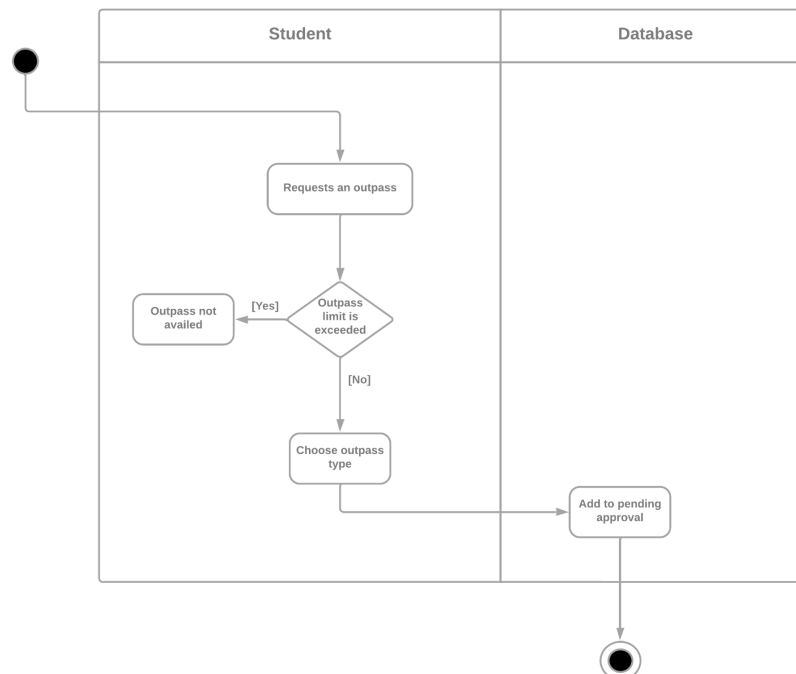 Student
Database
Requests an outpass
[Yes]
Outpass not
availed
Outpass
limit is
exceeded
[No]
Choose outpass
type
Add to pending
approval